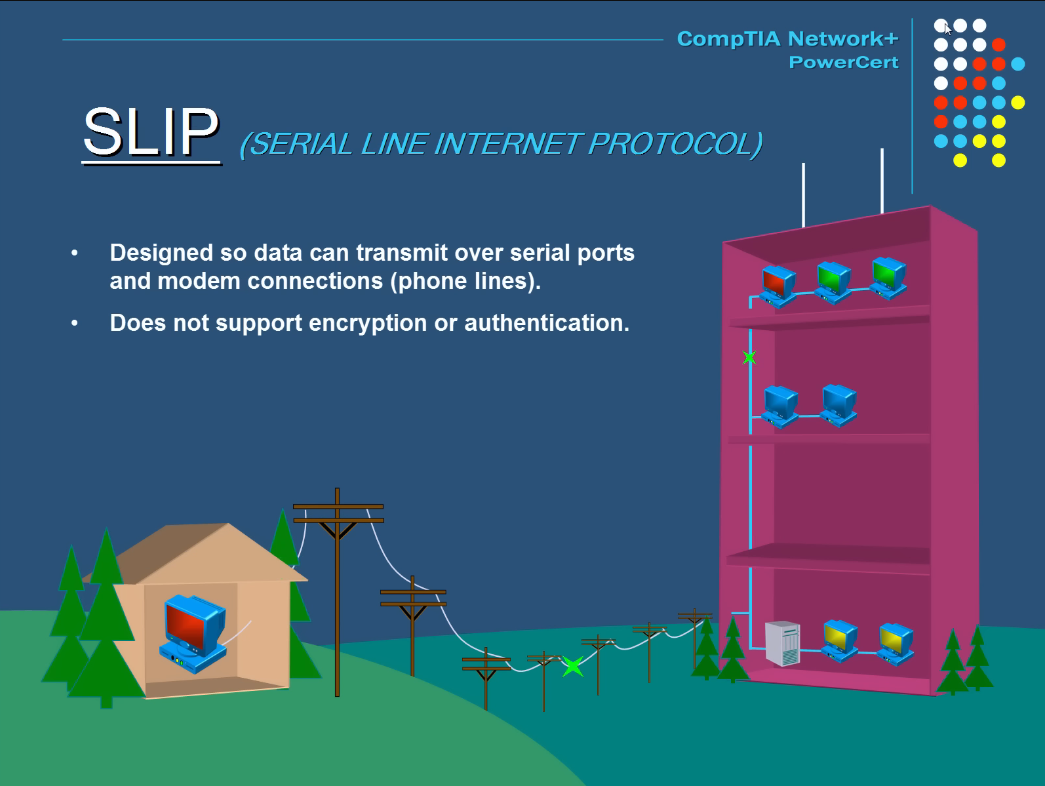 CompTIA Network+
PowerCert
SLIP (SERIAL LINE INTERNET PROTOCOL)
• Designed so data can transmit over serial ports
and modem connections (phone lines).
• Does not support encryption or authentication.